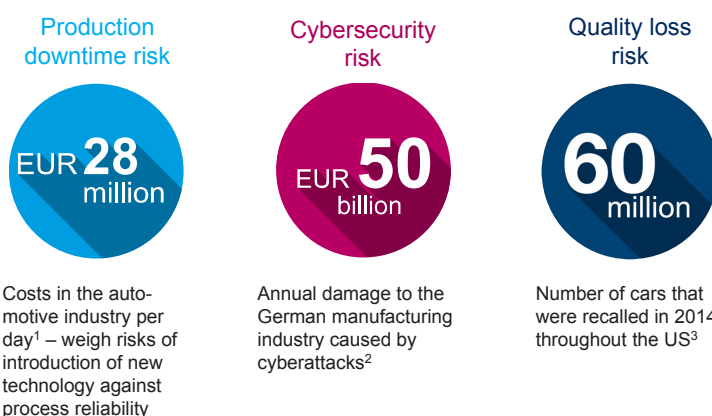 Production
downtime risk
EUR 28
million
Costs in the auto-
motive industry per
day1 – weigh risks of
introduction of new
technology against
process reliability
Cybersecurity
risk
EUR 50
billion
Annual damage to the
German manufacturing
industry caused by
cyberattacks2
Quality loss
risk
60
million
Number of cars that
were recalled in 2014
throughout the US3